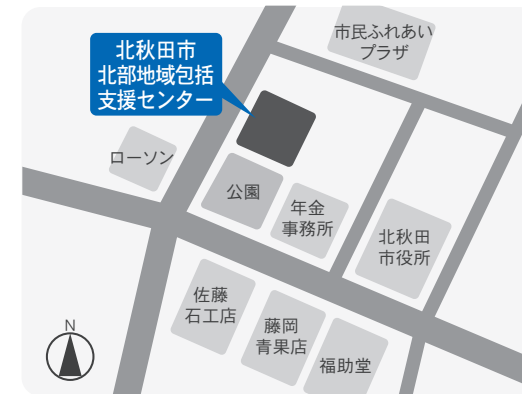 市民ふれあい
プラザ
北秋田市
北部地域包括
支援センター
ローソン
公園
年金
事務所
北秋田
市役所
佐藤
石工店
藤岡
青果店
福助堂
N